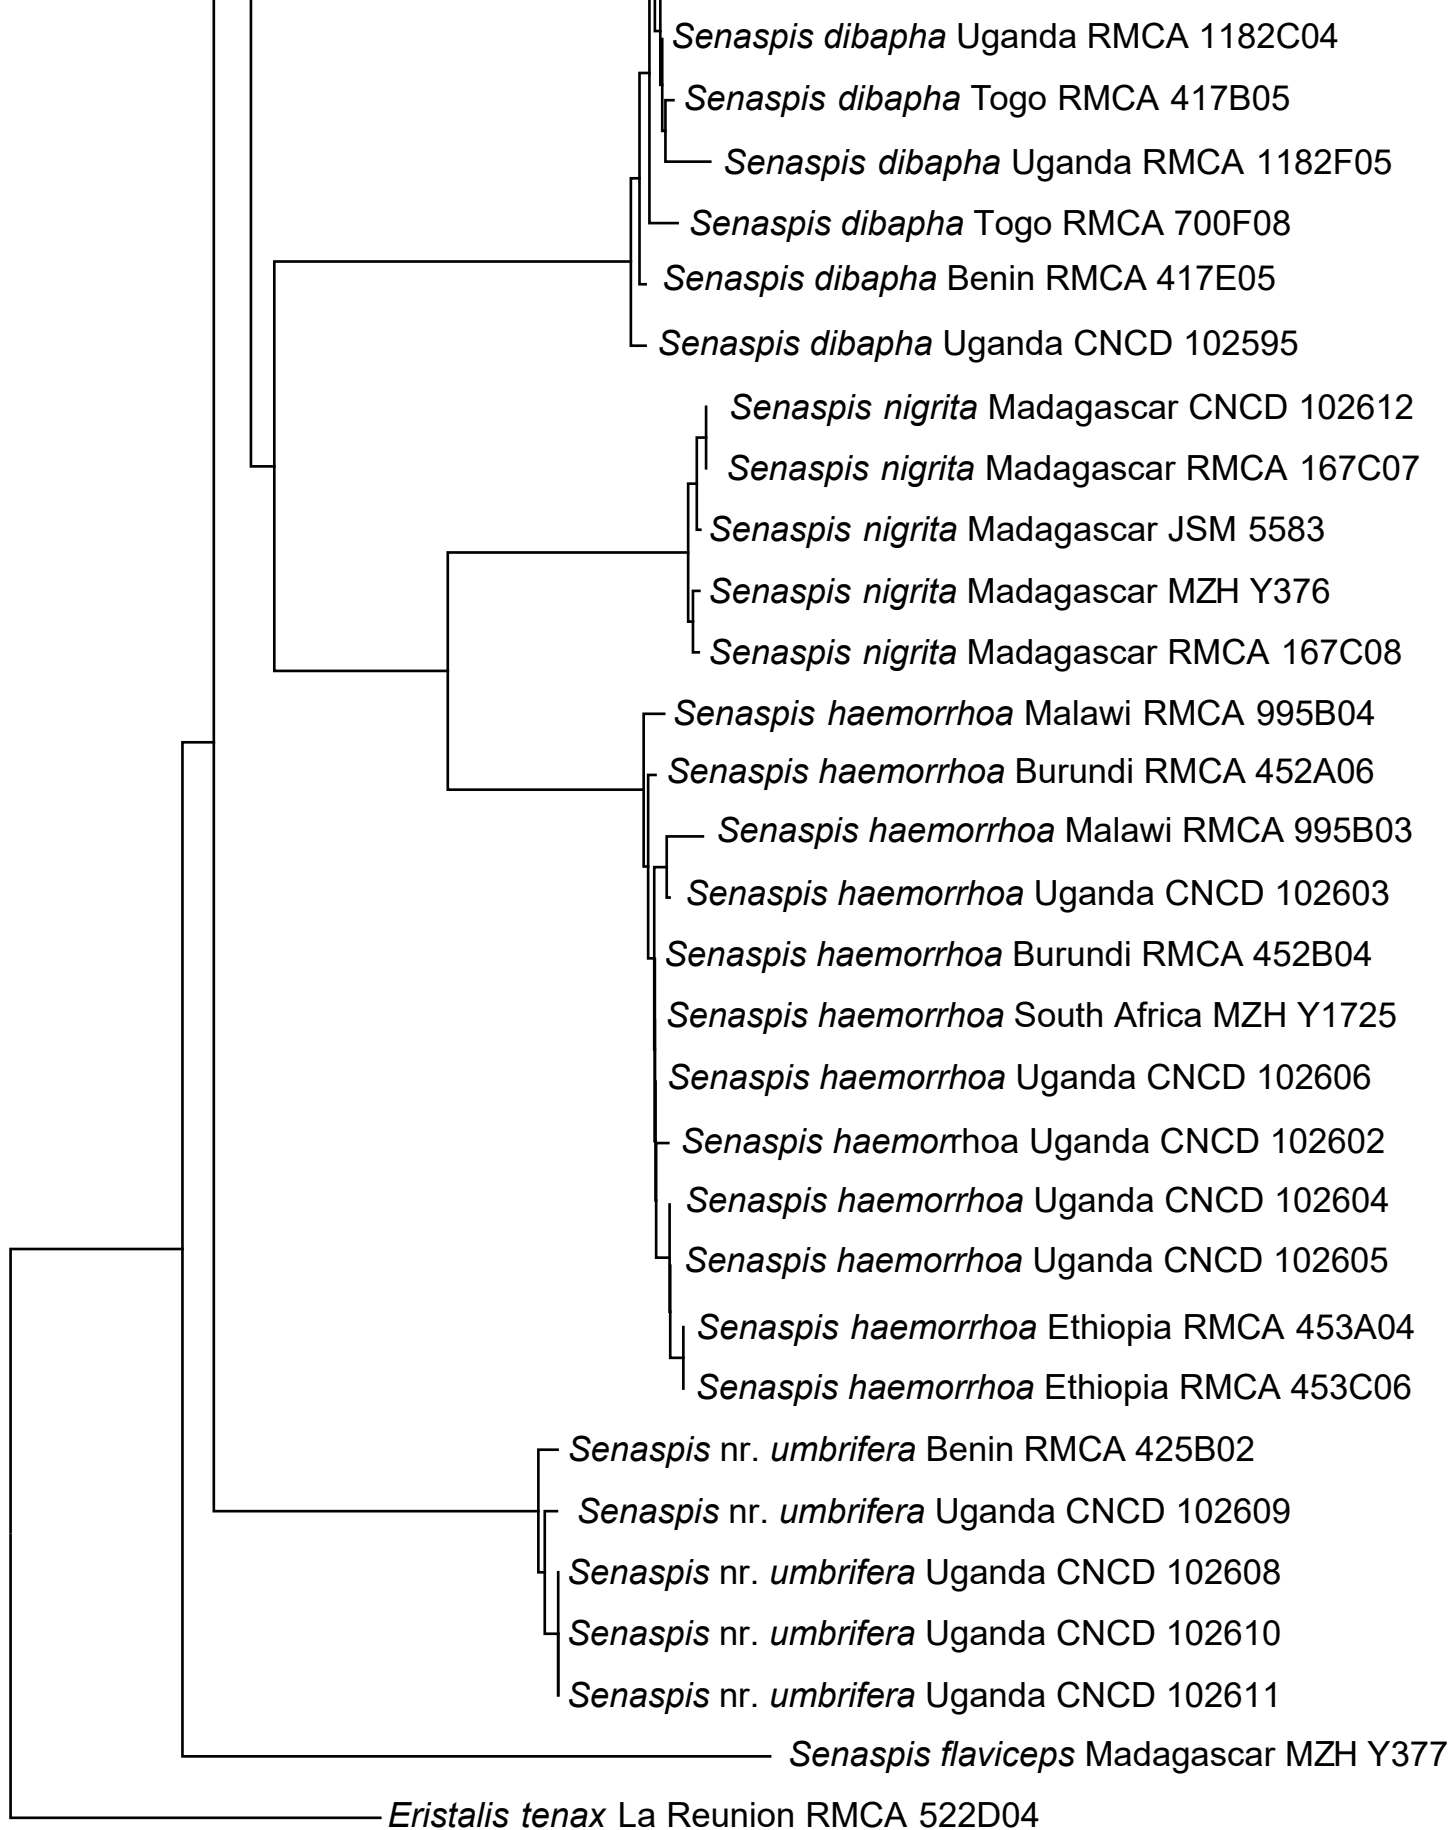 Senaspis dibapha Uganda RMCA 1182C04
Senaspis dibapha Togo RMCA 417B05
Senaspis dibapha Uganda RMCA 1182F05
Senaspis dibapha Togo RMCA 700F08
Senaspis dibapha Benin RMCA 417E05
Senaspis dibapha Uganda CNCD 102595
Senaspis nigrita Madagascar CNCD 102612
Senaspis nigrita Madagascar RMCA 167C07
Senaspis nigrita Madagascar JSM 5583
Senaspis nigrita Madagascar MZH Y376
Senaspis nigrita Madagascar RMCA 167C08
Senaspis haemorrhoa Malawi RMCA 995B04
Senaspis haemorrhoa Burundi RMCA 452A06
Senaspis haemorrhoa Malawi RMCA 995B03
Senaspis haemorrhoa Uganda CNCD 102603
Senaspis haemorrhoa Burundi RMCA 452B04
Senaspis haemorrhoa South Africa MZH Y1725
Senaspis haemorrhoa Uganda CNCD 102606
Senaspis haemorrhoa Uganda CNCD 102602
Senaspis haemorrhoa Uganda CNCD 102604
Senaspis haemorrhoa Uganda CNCD 102605
Senaspis haemorrhoa Ethiopia RMCA 453A04
Senaspis haemorrhoa Ethiopia RMCA 453C06
Senaspis nr. umbrifera Benin RMCA 425B02
Senaspis nr. umbrifera Uganda CNCD 102609
Senaspis nr. umbrifera Uganda CNCD 102608
Senaspis nr. umbrifera Uganda CNCD 102610
Senaspis nr. umbrifera Uganda CNCD 102611
Senaspis flaviceps Madagascar MZH Y377
Eristalis tenax La Reunion RMCA 522D04